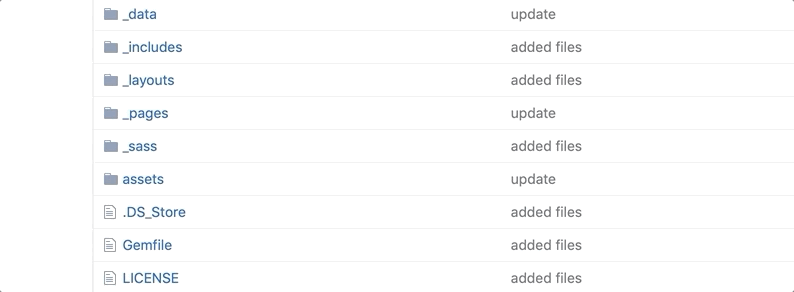 _data update
_includes added files
_layouts added files
_pages update
_sass added files
assets update
.DS_Store added files
Gemfile added files
LICENSE added files